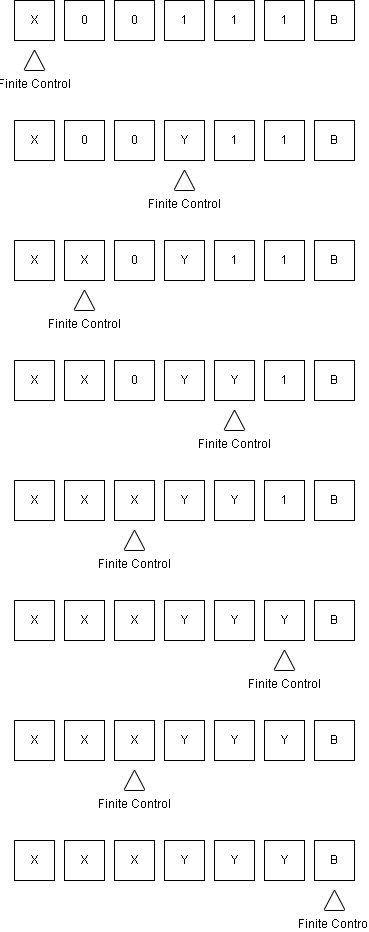 X 0 0 1 1 1 B
Finite Control
X 0 0 Y 1 1 B
Finite Control
X X 0 Y 1 1 B
Finite Control
X X 0 Y Y 1 B
Finite Control
X X X Y Y 1 B
Finite Control
X X X Y Y Y B
Finite Control
X X X Y Y Y B
Finite Control
X X X Y Y Y B
Finite Contro